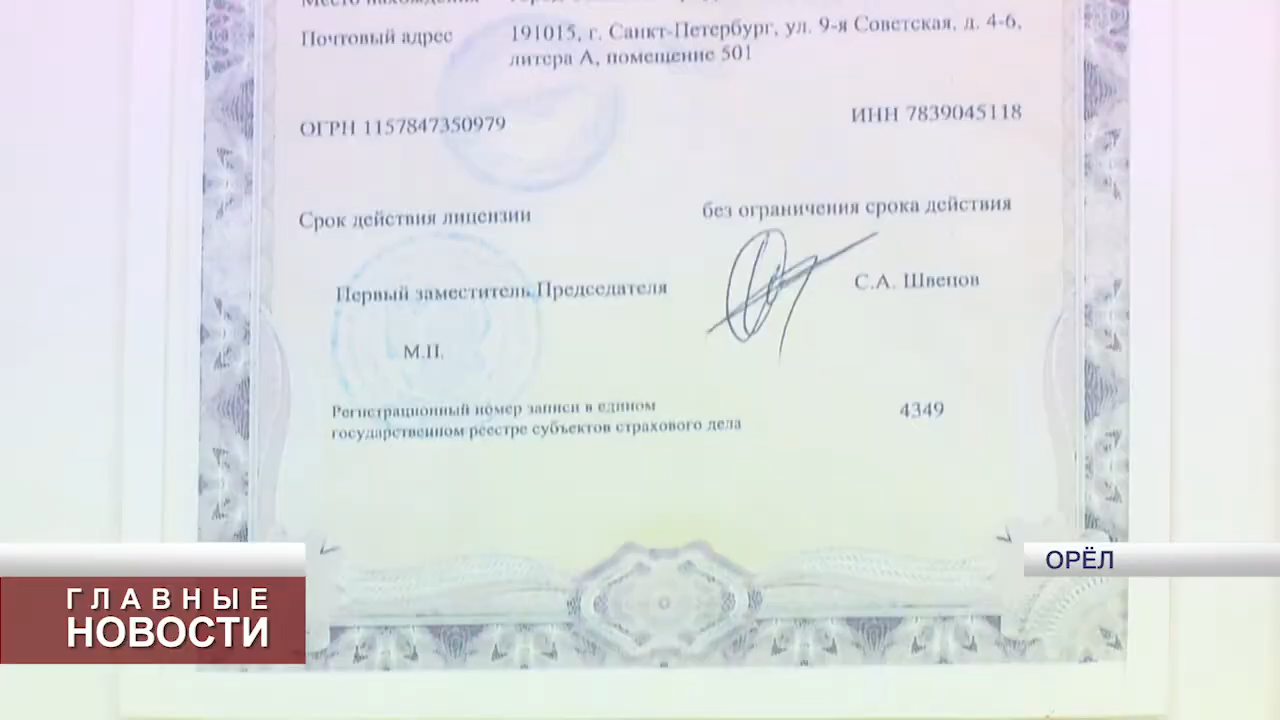 Почтовый адрес 191015, г. Санкт-Петербург, ул. 9-я Советская, д. 4-6,
литера А, помещение 501
ОГРН 1157847350979 ИНН 7839045118
Срок действия лицензии без ограничения срока действия
Первый заместитель Председателя С.А. Швецов
М.П.
Регистрационный номер записи в едином 4349
государственном реестре субъектов страхового дела
ОРЁЛ
ГЛАВНЫЕ
НОВОСТИ